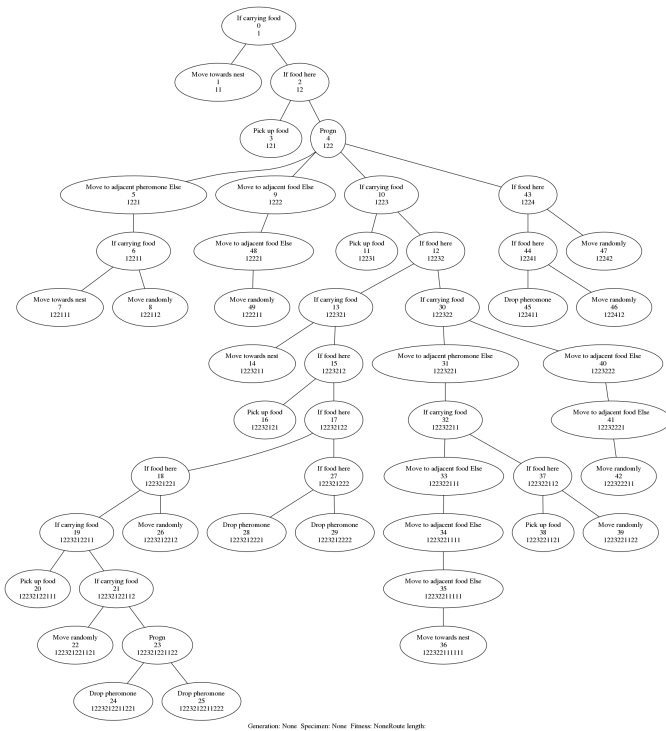 If carrying food
0
1
Move towards nest
1
11
If food here
2
12
Pick up food
3
121
Progn
4
122
Move to adjacent pheromone Else
5
1221
Move to adjacent food Else
9
1222
If carrying food
10
1223
If food here
43
1224
If carrying food
6
12211
Move to adjacent food Else
48
12221
Pick up food
11
12231
If food here
12
12232
If food here
44
12241
Move randomly
47
12242
Move towards nest
7
122111
Move randomly
8
122112
Move randomly
49
122211
If carrying food
13
122321
If carrying food
30
122322
Drop pheromone
45
122411
Move randomly
46
122412
Move towards nest
14
1223211
If food here
15
1223212
Move to adjacent pheromone Else
31
1223221
Move to adjacent food Else
40
1223222
Pick up food
16
12232121
If food here
17
12232122
If carrying food
32
12232211
Move to adjacent food Else
41
12232221
If food here
18
122321221
If food here
27
122321222
Move to adjacent food Else
33
122322111
If food here
37
122322112
Move randomly
42
122322211
If carrying food
19
1223212211
Move randomly
26
1223212212
Drop pheromone
28
1223212221
Drop pheromone
29
1223212222
Move to adjacent food Else
34
1223221111
Pick up food
38
1223221121
Move randomly
39
1223221122
Pick up food
20
12232122111
If carrying food
21
12232122112
Move to adjacent food Else
35
12232211111
Move randomly
22
122321221121
Progn
23
122321221122
Move towards nest
36
122322111111
Drop pheromone
24
1223212211221
Drop pheromone
25
1223212211222
Generation: None Specimen: None Fitness: NoneRoute length: